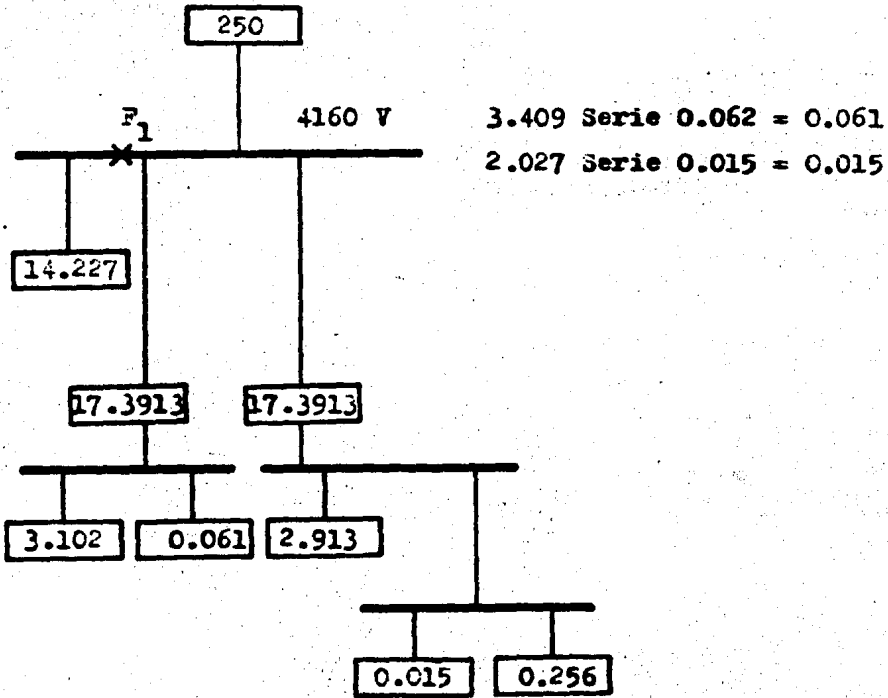 250
F1 4160 V
3.409 Serie 0.062 = 0.061
2.027 Serie 0.015 = 0.015
14.227
17.3913 17.3913
3.102 0.061 2.913
0.015 0.256